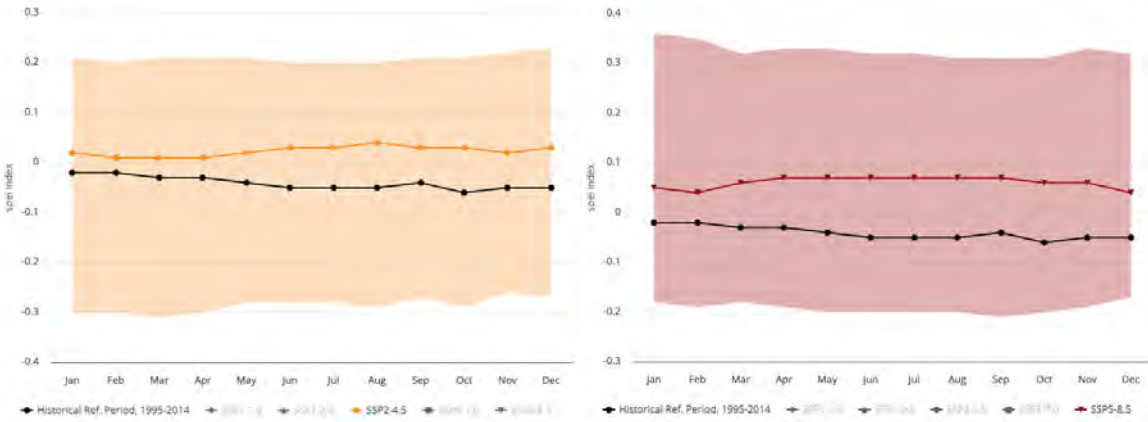 0.3
0.2
0.1
0
-0.1
-0.2
-0.3
-0.4
spei index
Jan Feb Mar Apr May Jun Jul Aug Sep Oct Nov Dec
Historical Ref. Period, 1995-2014 SSP2-4.5
0.4
0.3
0.2
0.1
0
-0.1
-0.2
-0.3
spei index
Jan Feb Mar Apr May Jun Jul Aug Sep Oct Nov Dec
Historical Ref. Period, 1995-2014 SSP5-8.5